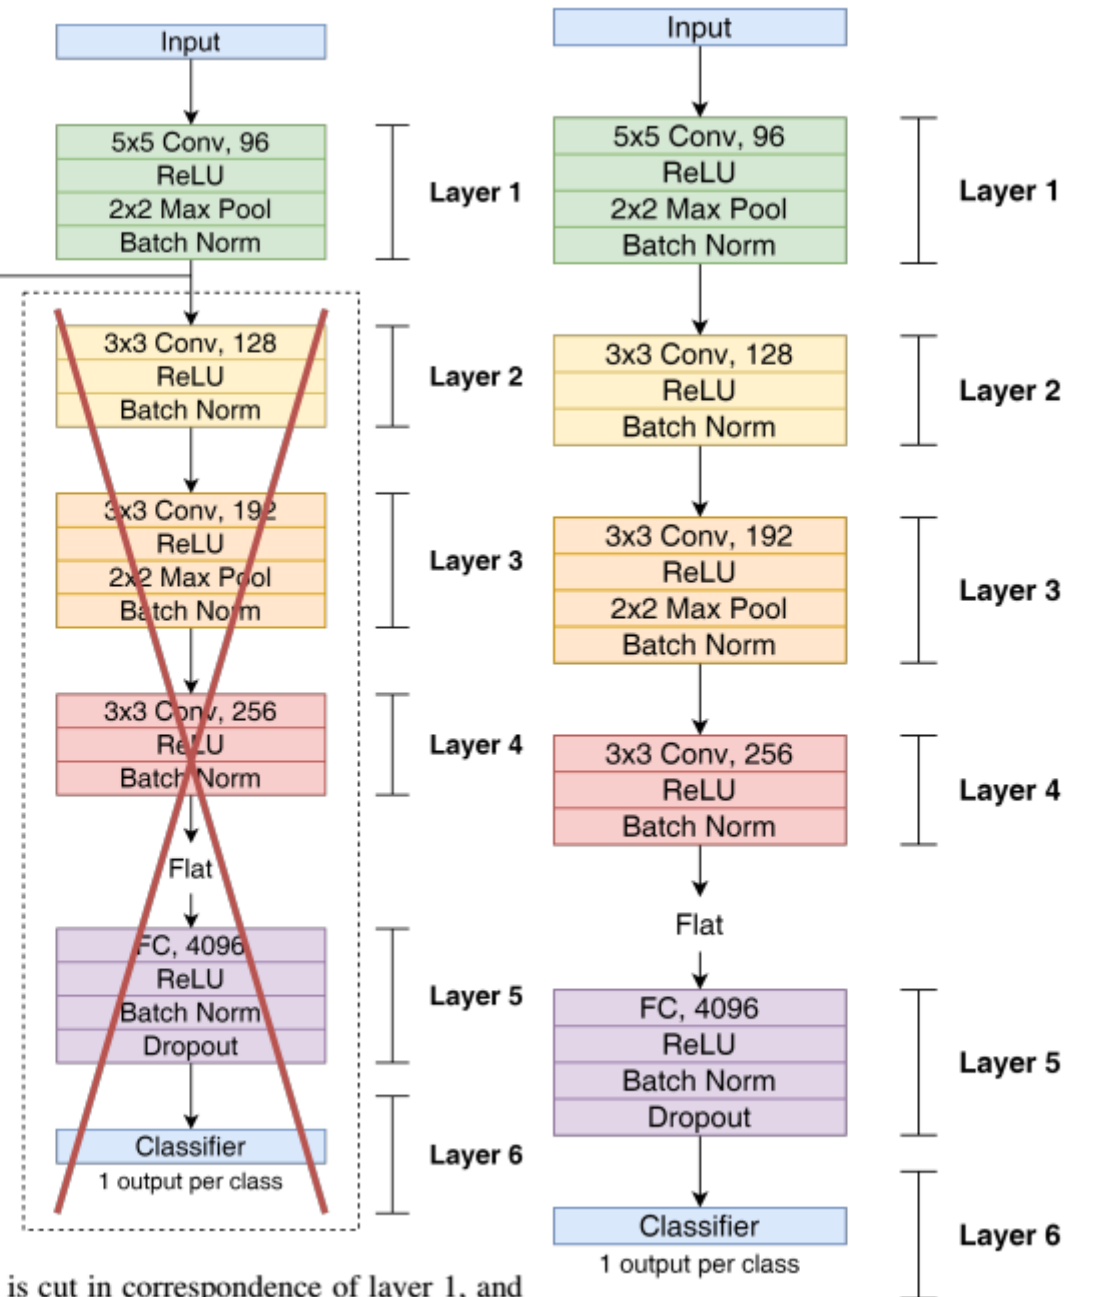 Input
5x5 Conv, 96
ReLU
2x2 Max Pool
Batch Norm
Layer 1
3x3 Conv, 128
ReLU
Batch Norm
Layer 2
3x3 Conv, 192
ReLU
2x2 Max Pool
Batch Norm
Layer 3
3x3 Conv, 256
ReLU
Batch Norm
Layer 4
Flat
FC, 4096
ReLU
Batch Norm
Dropout
Layer 5
Classifier
1 output per class
Layer 6
is cut in correspondence of layer 1, and
Input
5x5 Conv, 96
ReLU
2x2 Max Pool
Batch Norm
Layer 1
3x3 Conv, 128
ReLU
Batch Norm
Layer 2
3x3 Conv, 192
ReLU
2x2 Max Pool
Batch Norm
Layer 3
3x3 Conv, 256
ReLU
Batch Norm
Layer 4
Flat
FC, 4096
ReLU
Batch Norm
Dropout
Layer 5
Classifier
1 output per class
Layer 6